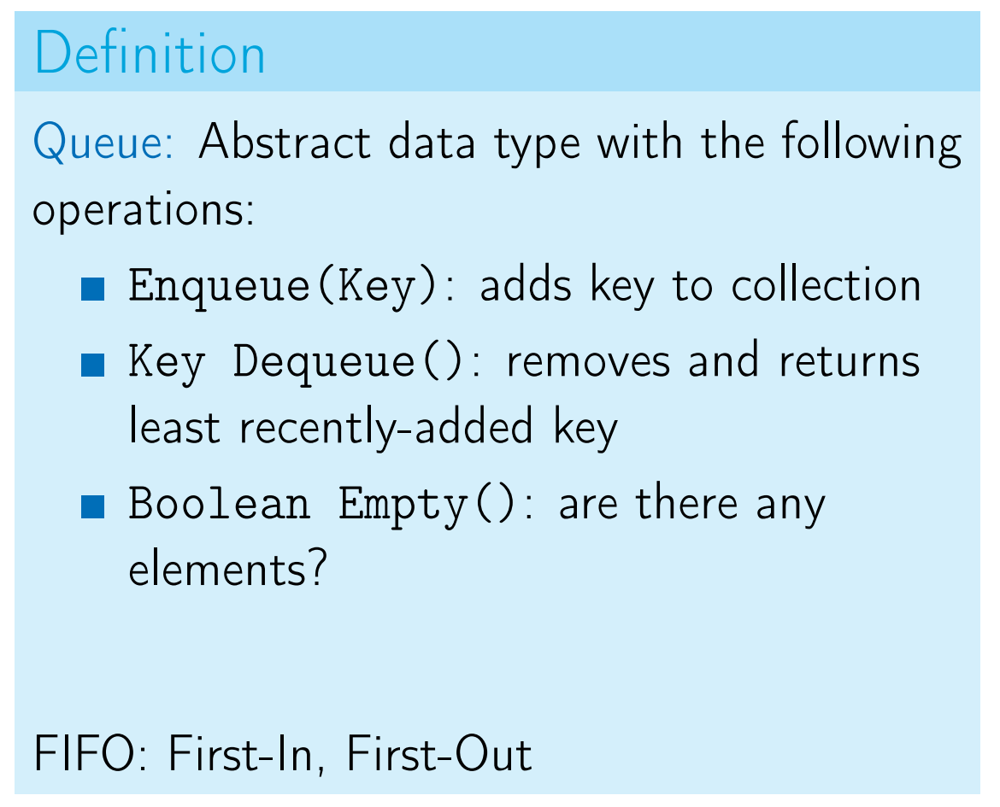 Definition
Queue: Abstract data type with the following
operations:
■ Enqueue(Key): adds key to collection
■ Key Dequeue(): removes and returns
least recently-added key
■ Boolean Empty(): are there any
elements?
FIFO: First-In, First-Out